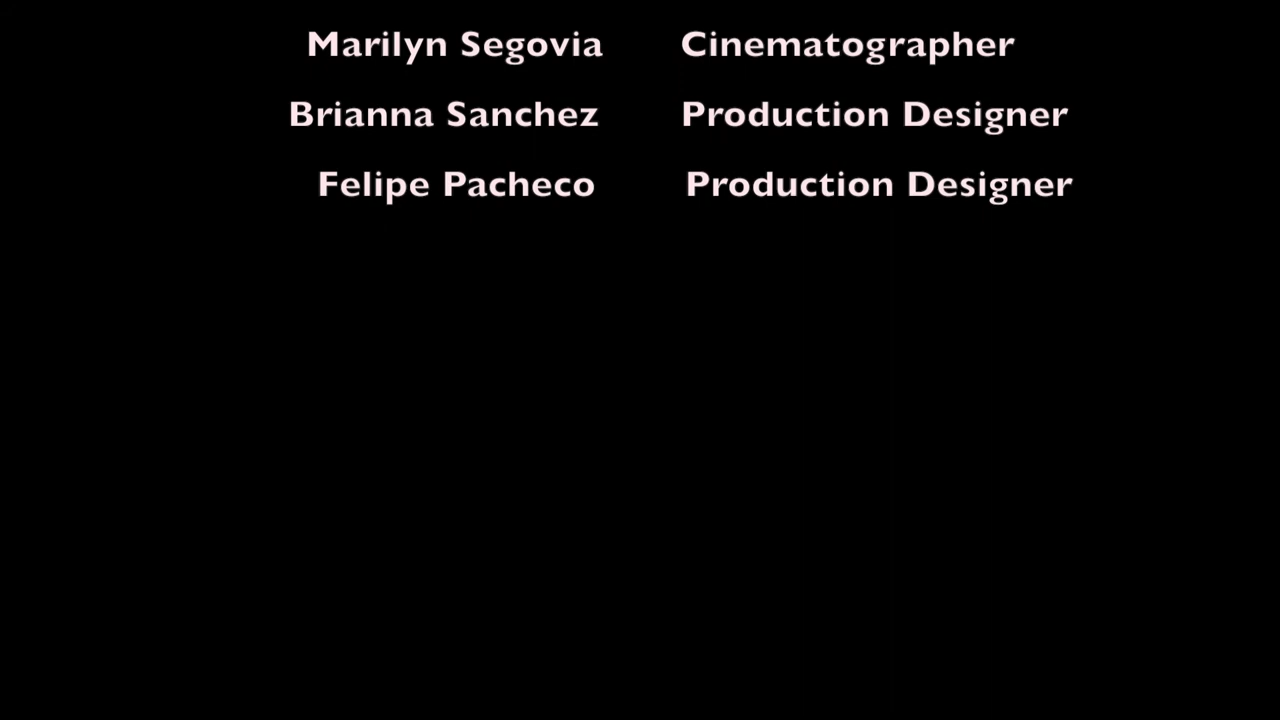 Marilyn Segovia Cinematographer
Brianna Sanchez Production Designer
Felipe Pacheco Production Designer